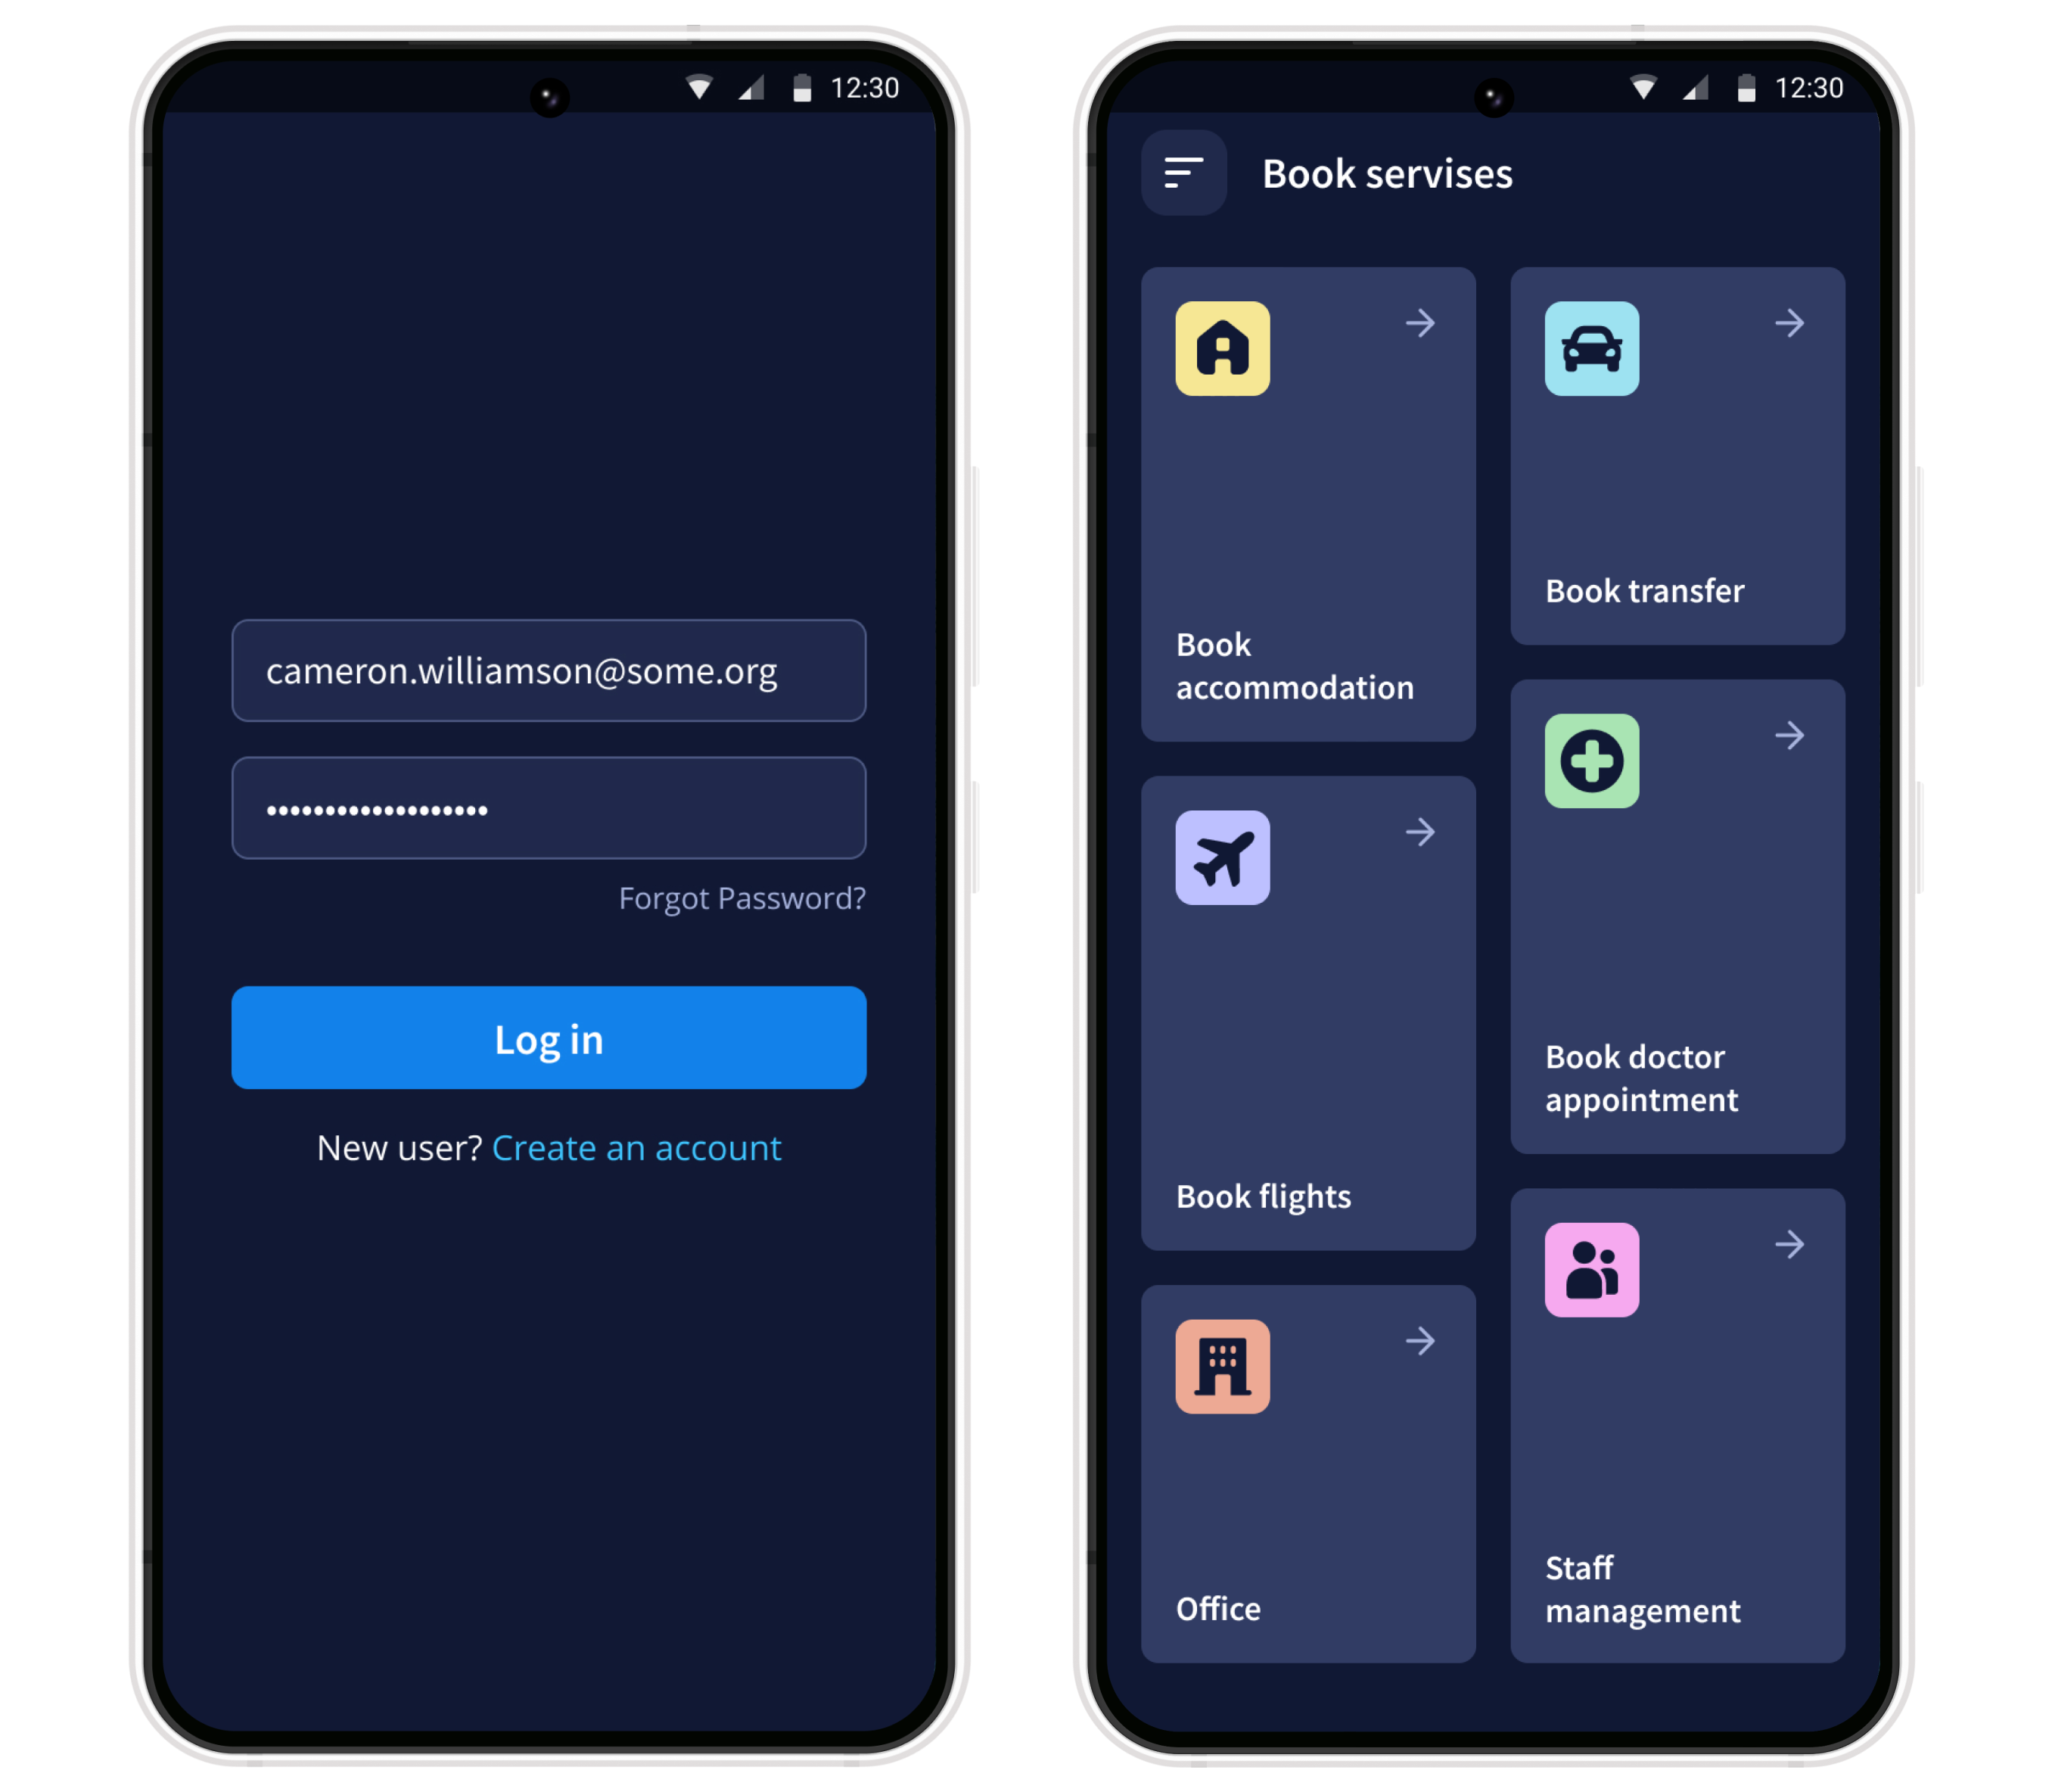 12:30
cameron.williamson@some.org
••••••••••••••••••••
Forgot Password?
Log in
New user? Create an account
12:30
Book servises
Book
accommodation
Book transfer
Book flights
Book doctor
appointment
Office
Staff
management